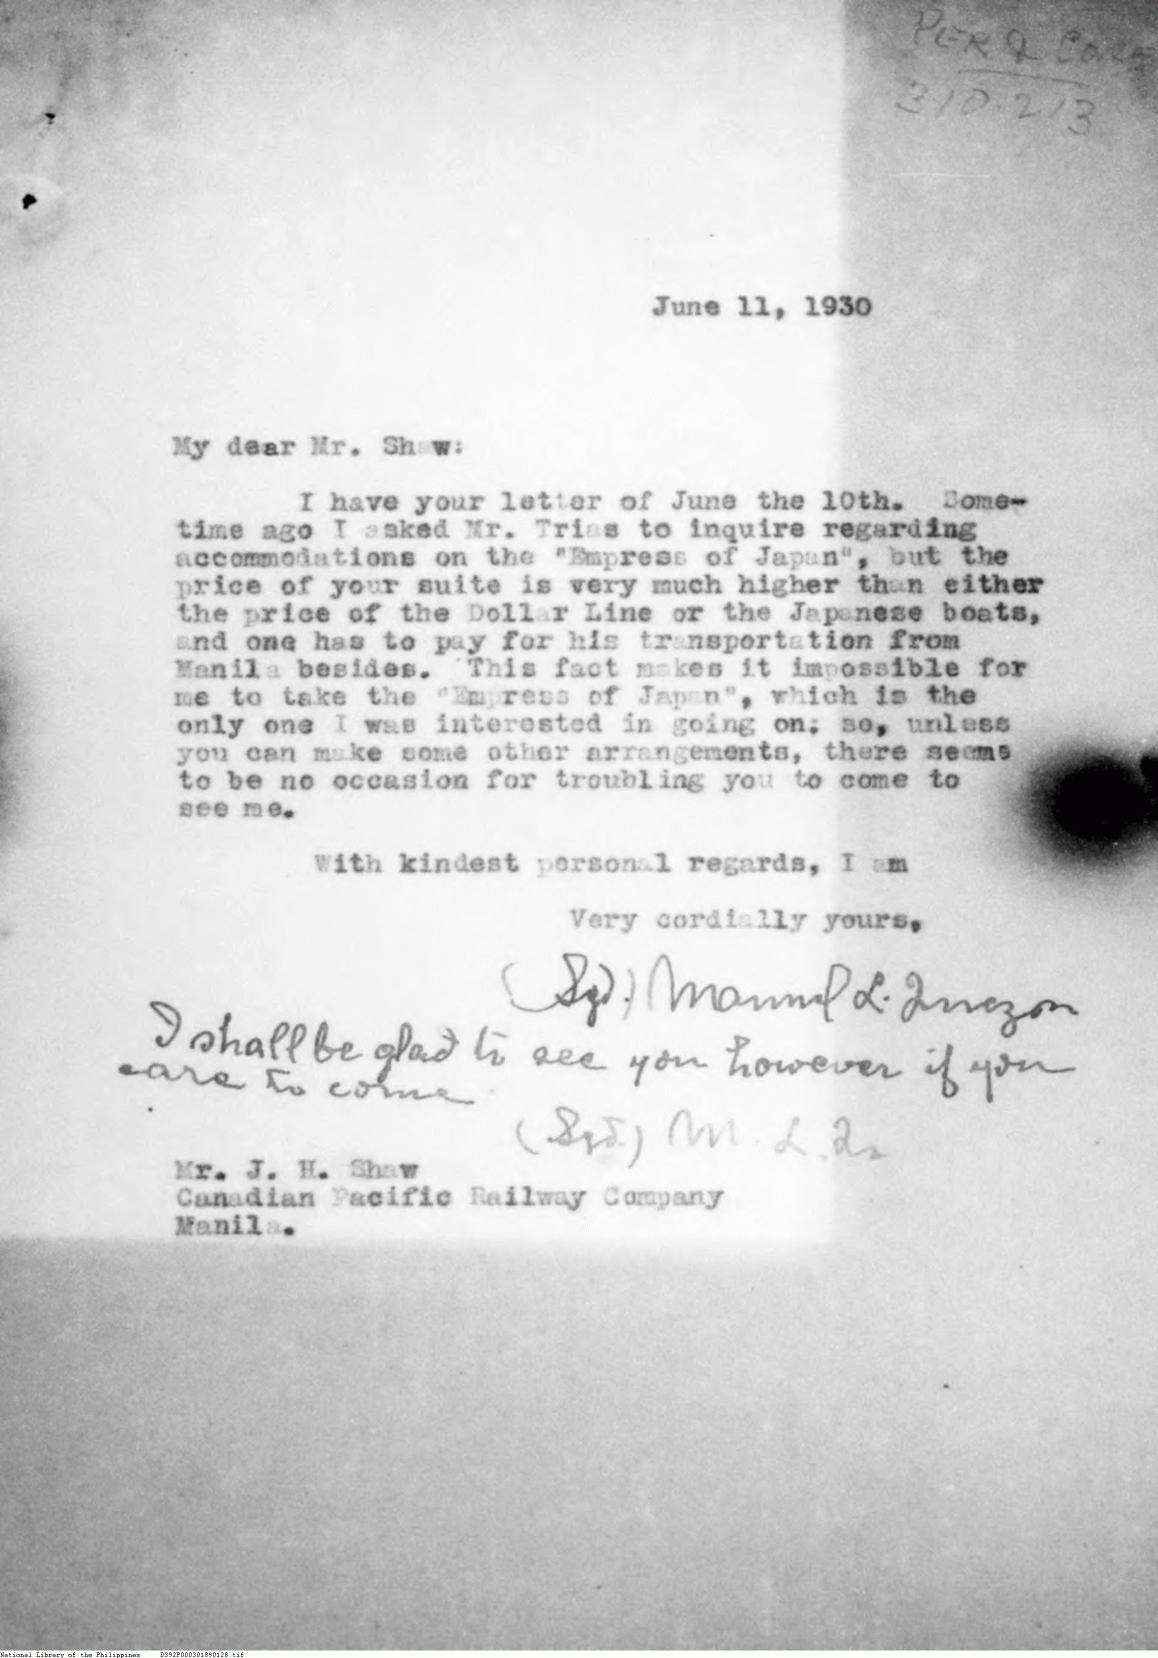 PER & CORR
310-213
June 11, 1930
My dear Mr. Shaw:
I have your letter of June the 10th. Some-
time ago I asked Mr. Trias to inquire regarding
accommodations on the "Empress of Japan", but the
price of your suite is very much higher than either
the price of the Dollar Line or the Japanese boats,
and one has to pay for his transportation from
Manila besides. This fact makes it impossible for
me to take the "Empress of Japan", which is the
only one I was interested in going on; so, unless
you can make some other arrangements, there seems
to be no occasion for troubling you to come to
see me.
With kindest personal regards, I am
Very cordially yours,
(Sgd.) Manuel L. Quezon
I shall be glad to see you however if you
care to come
(Sgd.) M. L. Q.
Mr. J. H. Shaw
Canadian Pacific Railway Company
Manila.
National Library of the Philippines D392P000301890128.tif